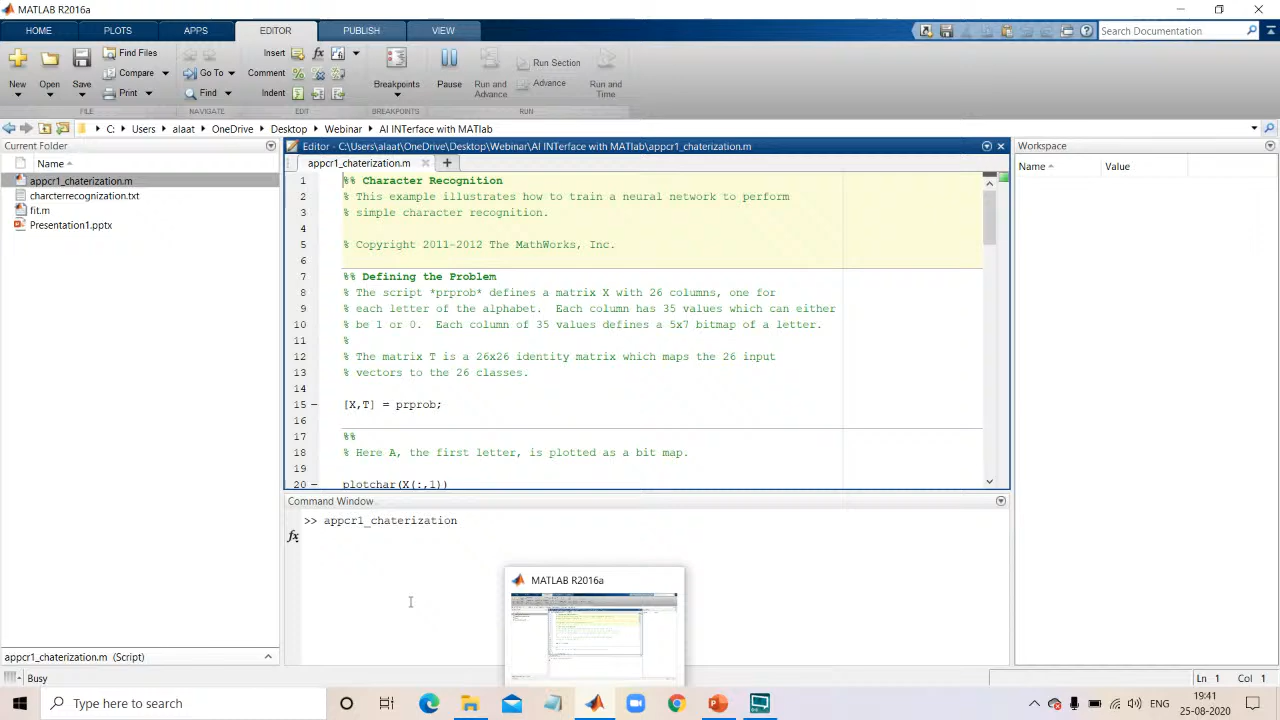 MATLAB R2016a
HOME PLOTS APPS EDITOR PUBLISH VIEW
Search Documentation
New Open Save Find Files Compare Print Go To Find Insert Comment Indent Breakpoints Pause Run and Advance Run Section Advance Run and Time
FILE NAVIGATE EDIT BREAKPOINTS RUN
C: Users alaat OneDrive Desktop Webinar AI INTerface with MATlab
Current Folder
Name
appcr1_chaterization.m
charcterrecognization.txt
fit.m
Presentation1.pptx
appcr1_chaterization.m (Script)
Editor - C:\Users\alaat\OneDrive\Desktop\Webinar\AI INTerface with MATlab\appcr1_chaterization.m
appcr1_chaterization.m
1 %% Character Recognition
2 % This example illustrates how to train a neural network to perform
3 % simple character recognition.
4
5 % Copyright 2011-2012 The MathWorks, Inc.
6
7 %% Defining the Problem
8 % The script *prprob* defines a matrix X with 26 columns, one for
9 % each letter of the alphabet.  Each column has 35 values which can either
10 % be 1 or 0.  Each column of 35 values defines a 5x7 bitmap of a letter.
11 %
12 % The matrix T is a 26x26 identity matrix which maps the 26 input
13 % vectors to the 26 classes.
14
15 – [X,T] = prprob;
16
17 %%
18 % Here A, the first letter, is plotted as a bit map.
19
20 – plotchar(X(:,1))
Command Window
>> appcr1_chaterization
fx
MATLAB R2016a
Workspace
Name Value
Busy
Ln 1 Col 1
Type here to search
ENG
19:41
25-08-2020